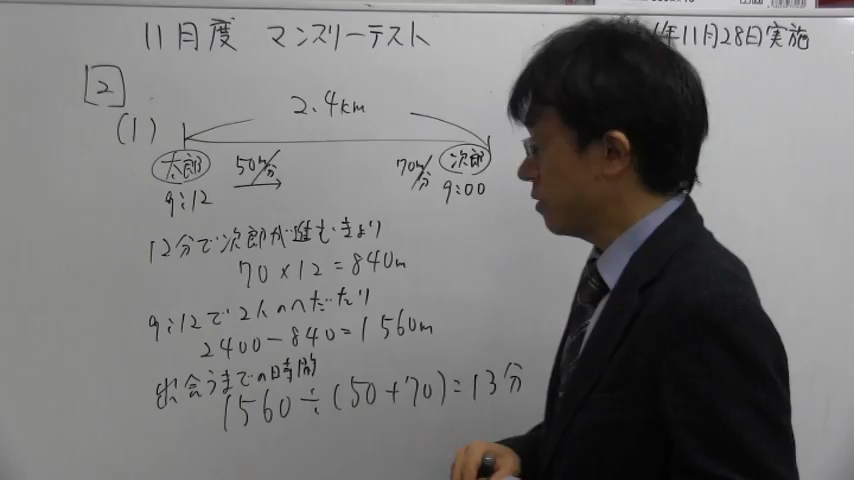 11月度 マンスリーテスト
年11月28日実施
2
(1)
2.4km
太郎 50m/分 70m/分 次郎
9:12 9:00
12分で次郎が進むきょり
70×12=840m
9:12で2人のへだたり
2400-840=1560m
出会うまでの時間
1560÷(50+70)=13分